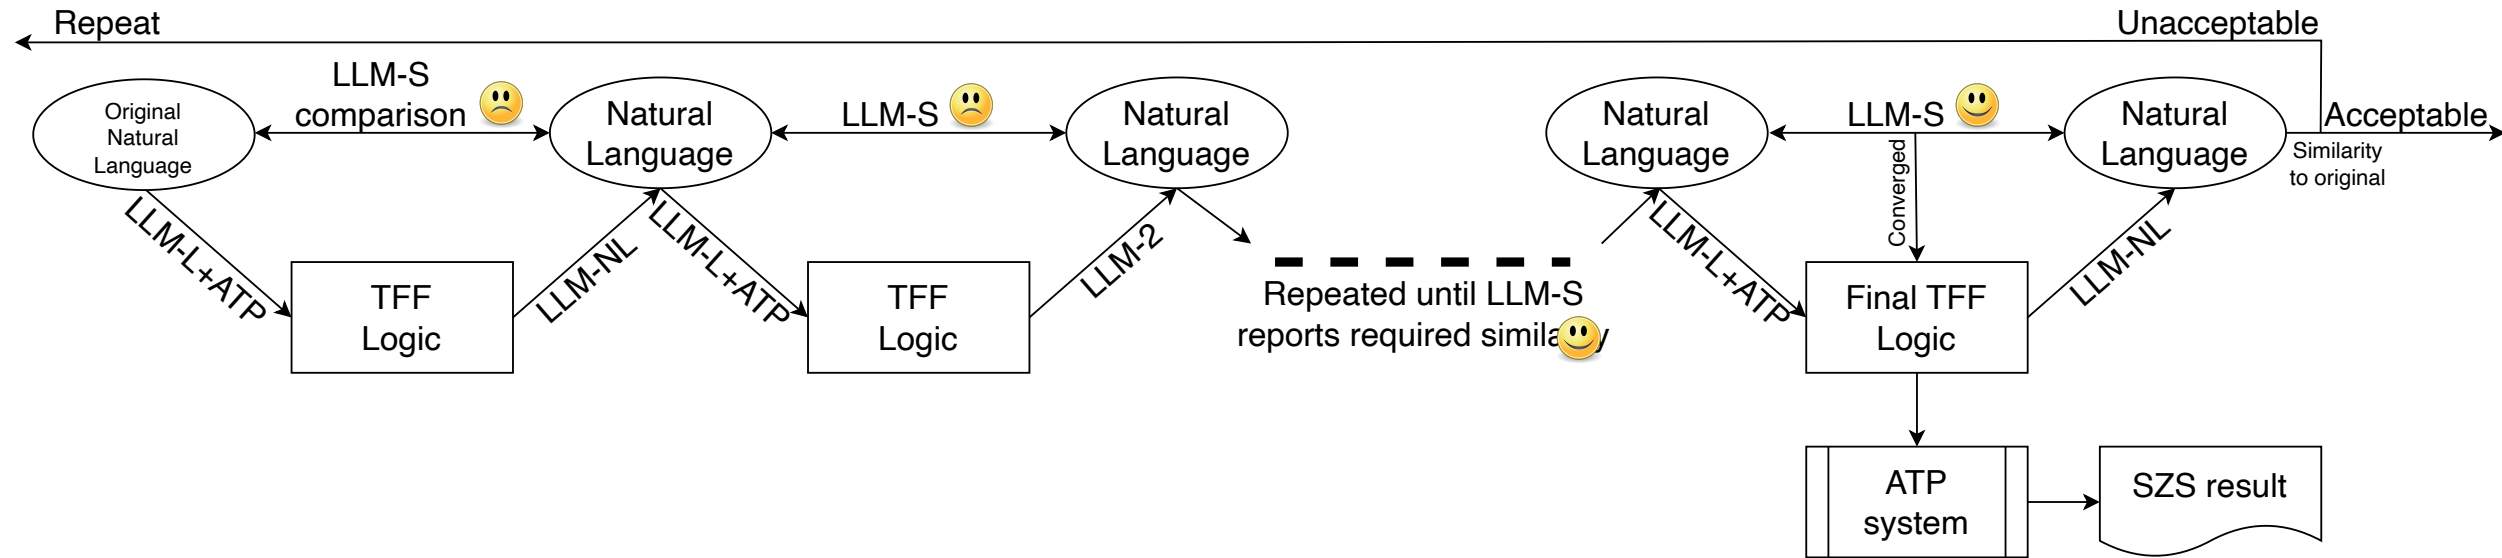 Repeat
Unacceptable
LLM-S
comparison
Original
Natural
Language
Natural
Language
LLM-S
Natural
Language
Natural
Language
LLM-S
Natural
Language
Acceptable
Similarity
to original
Converged
LLM-L+ATP
TFF
Logic
LLM-NL
LLM-L+ATP
TFF
Logic
LLM-2
Repeated until LLM-S
reports required
LLM-L+ATP
Final TFF
Logic
LLM-NL
ATP
system
SZS result